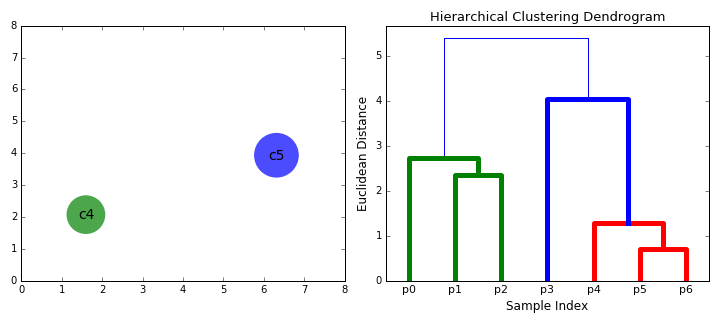 Hierarchical Clustering Dendrogram
8
7
6
5
4
3
2
1
0
c5
c4
0 1 2 3 4 5 6 7 8
Euclidean Distance
5
4
3
2
1
0
p0 p1 p2 p3 p4 p5 p6
Sample Index